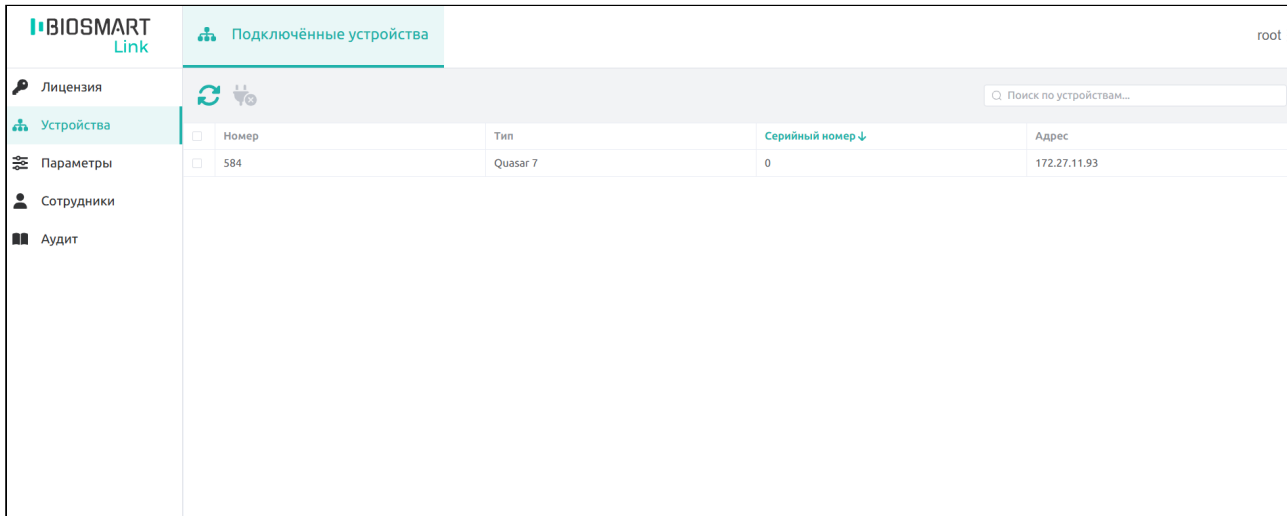 BIOSMART
Link
Подключённые устройства
root
Лицензия
Устройства
Параметры
Сотрудники
Аудит
Поиск по устройствам...
Номер Тип Серийный номер Адрес
584 Quasar 7 0 172.27.11.93